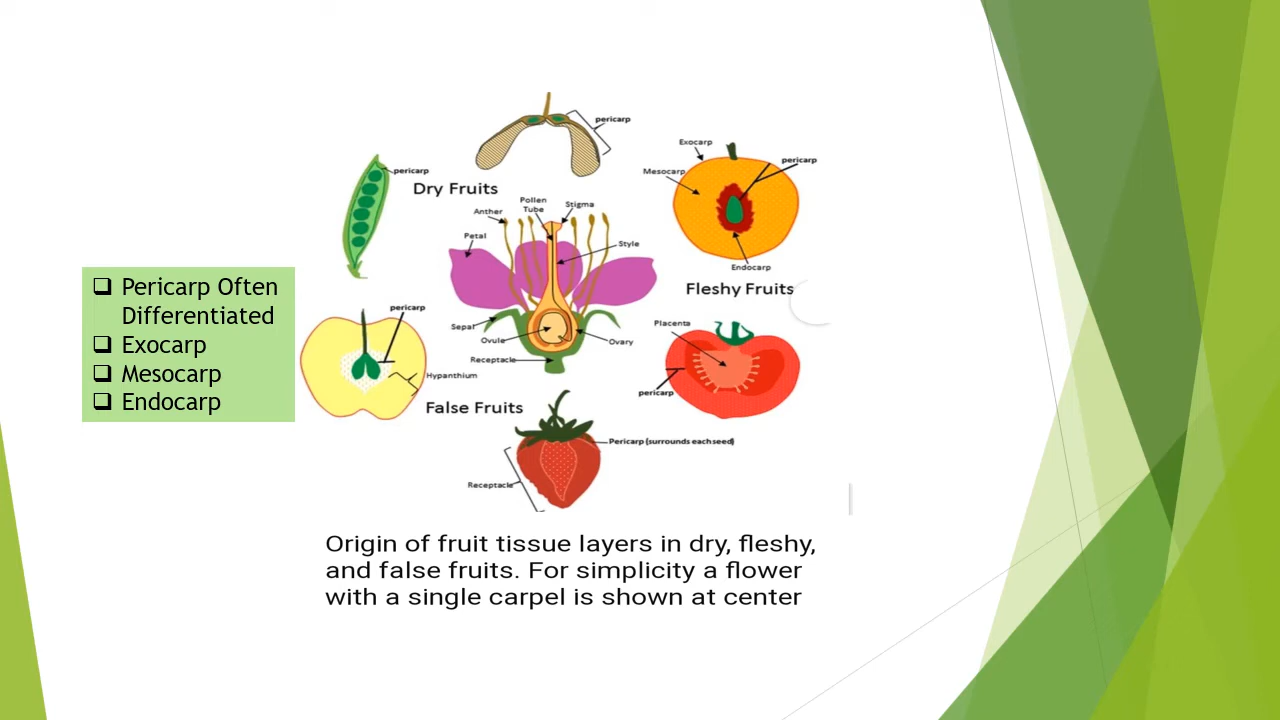 ❑ Pericarp Often
Differentiated
❑ Exocarp
❑ Mesocarp
❑ Endocarp
pericarp
pericarp
Dry Fruits
Exocarp
Mesocarp
pericarp
Endocarp
Fleshy Fruits
Pollen
Tube
Stigma
Anther
Petal
Style
Sepal
Ovule
Ovary
Receptacle
pericarp
Hypanthium
False Fruits
Placenta
pericarp
Pericarp (surrounds each seed)
Receptacle
Origin of fruit tissue layers in dry, fleshy,
and false fruits. For simplicity a flower
with a single carpel is shown at center